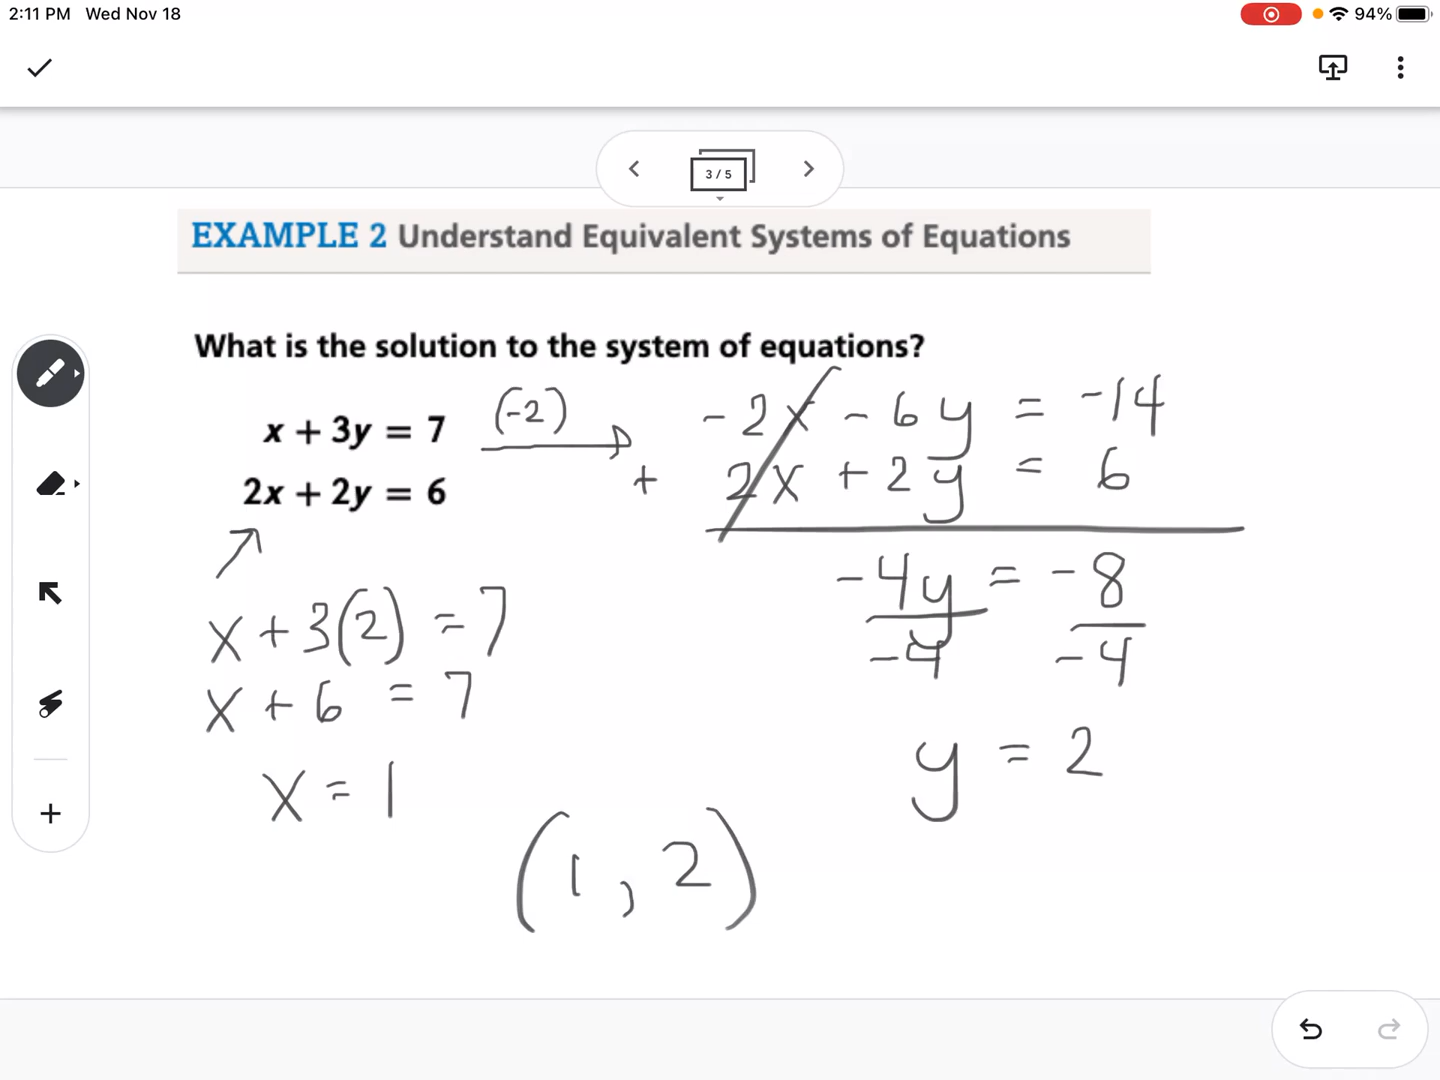 2:11 PM Wed Nov 18
94%
3 / 5
EXAMPLE 2 Understand Equivalent Systems of Equations
What is the solution to the system of equations?
x + 3y = 7
2x + 2y = 6
(-2)
-2x - 6y = -14
+ 2x + 2y = 6
-4y = -8
-4 -4
y = 2
x + 3(2) = 7
x + 6 = 7
x = 1
(1, 2)